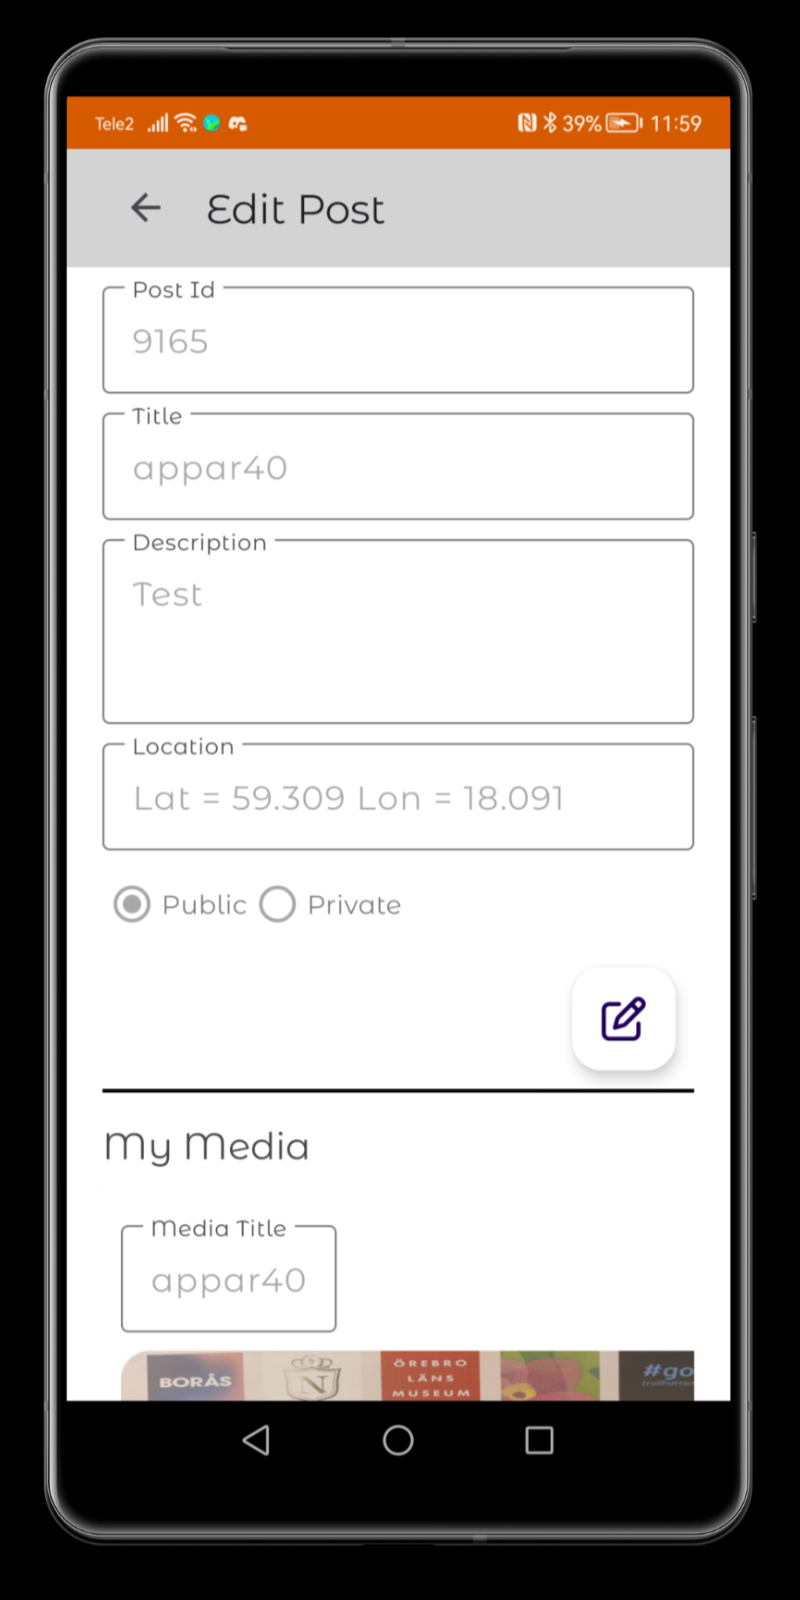 Tele2 39% 11:59
Edit Post
Post Id
9165
Title
appar40
Description
Test
Location
Lat = 59.309 Lon = 18.091
Public Private
My Media
Media Title
appar40
BORÅS
N
ÖREBRO
LÄNS
MUSEUM
#go